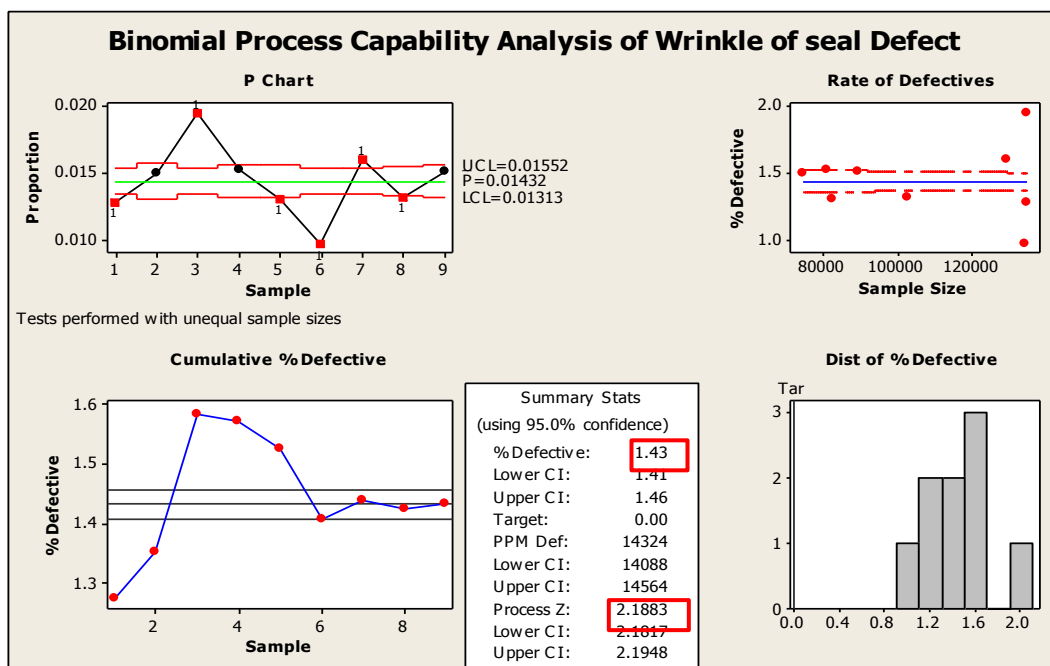 Binomial Process Capability Analysis of Wrinkle of seal Defect
P Chart
0.020
0.015
0.010
Proportion
1
1
1
1
1
1
UCL=0.01552
P=0.01432
LCL=0.01313
1 2 3 4 5 6 7 8 9
Sample
Tests performed with unequal sample sizes
Rate of Defectives
2.0
1.5
1.0
%Defective
80000 100000 120000
Sample Size
Cumulative %Defective
1.6
1.5
1.4
1.3
%Defective
2 4 6 8
Sample
Summary Stats
(using 95.0% confidence)
%Defective: 1.43
Lower CI: 1.41
Upper CI: 1.46
Target: 0.00
PPM Def: 14324
Lower CI: 14088
Upper CI: 14564
Process Z: 2.1883
Lower CI: 2.1817
Upper CI: 2.1948
Dist of %Defective
Tar
3
2
1
0
0.0 0.4 0.8 1.2 1.6 2.0